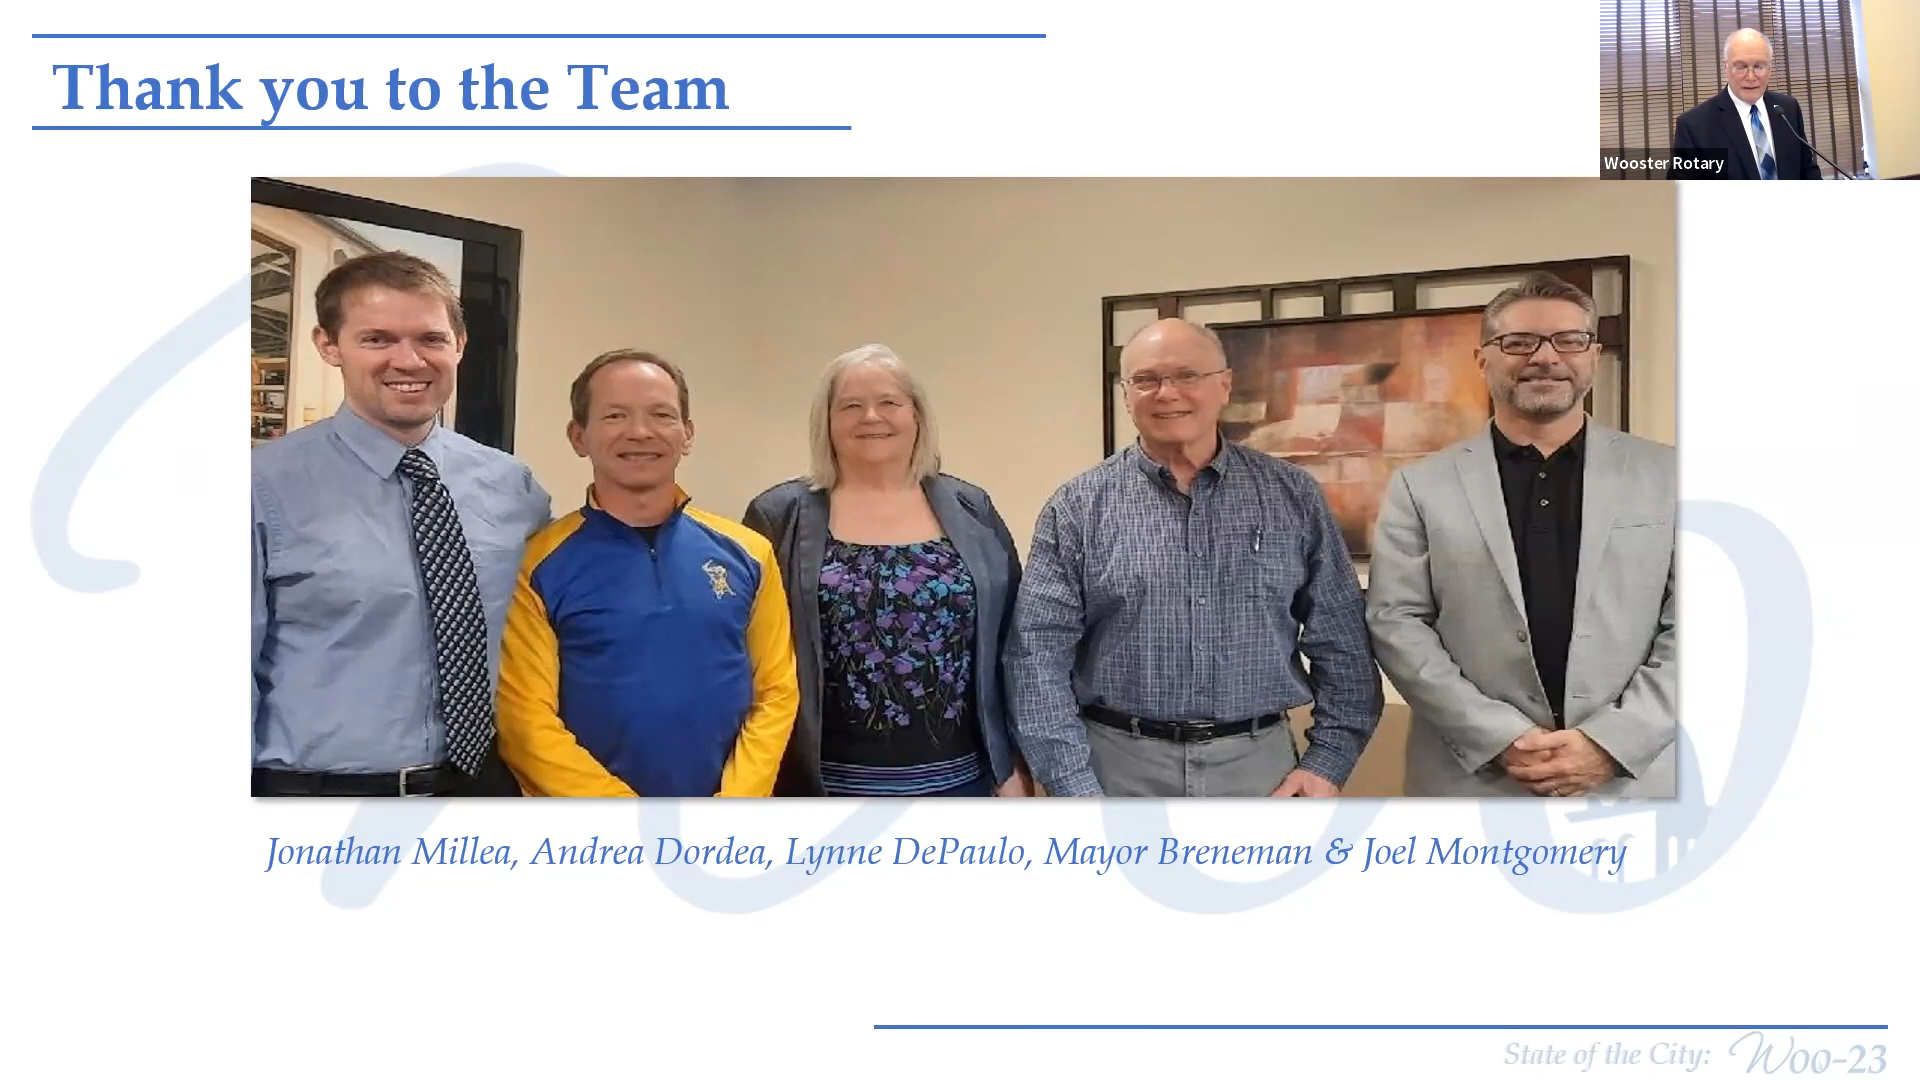 Thank you to the Team
Wooster Rotary
Jonathan Millea, Andrea Dordea, Lynne DePaulo, Mayor Breneman & Joel Montgomery
State of the City: Woo-23